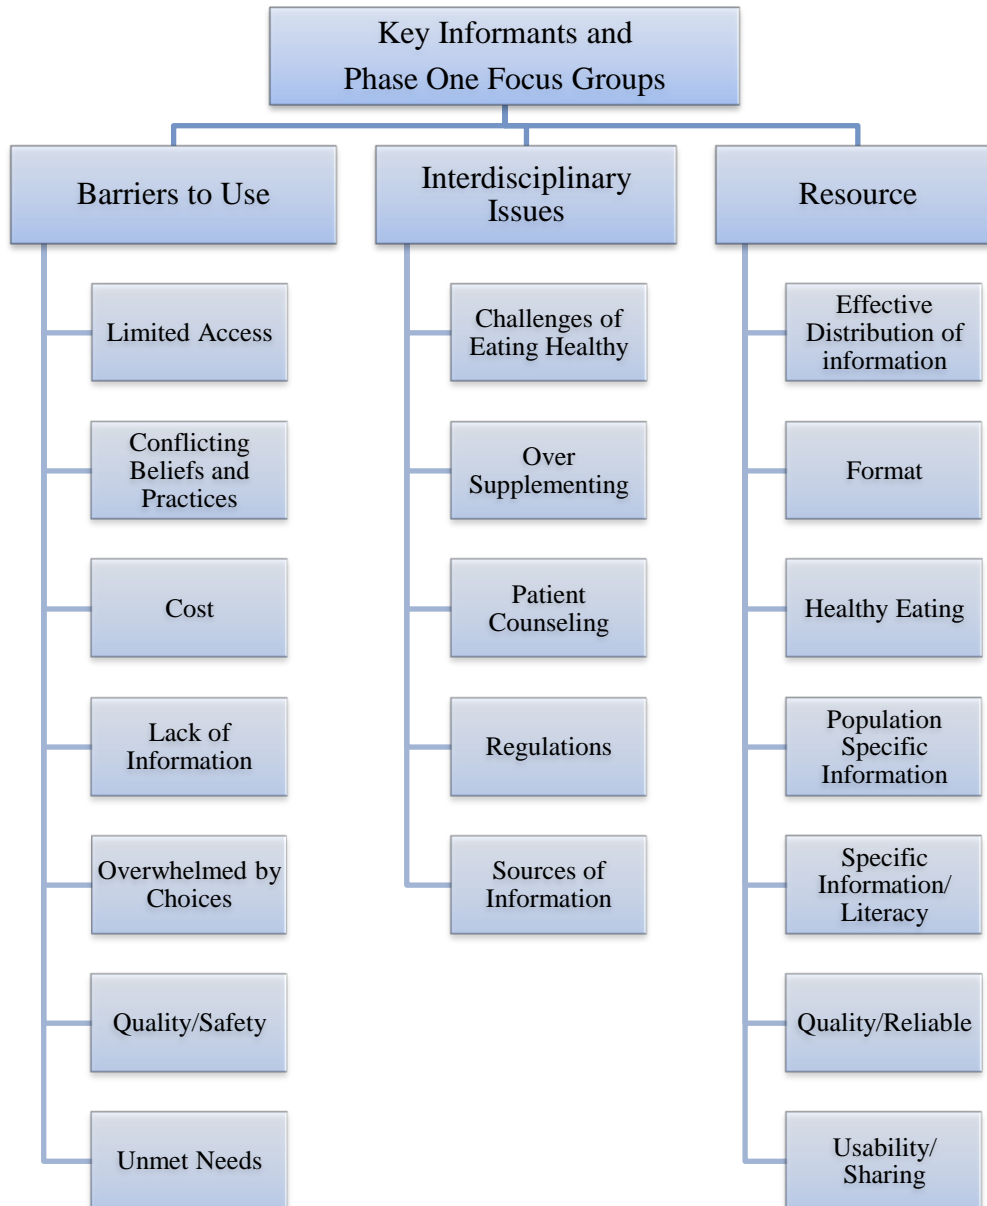 Key Informants and
Phase One Focus Groups
Barriers to Use
Limited Access
Conflicting
Beliefs and
Practices
Cost
Lack of
Information
Overwhelmed by
Choices
Quality/Safety
Unmet Needs
Interdisciplinary
Issues
Challenges of
Eating Healthy
Over
Supplementing
Patient
Counseling
Regulations
Sources of
Information
Resource
Effective
Distribution of
information
Format
Healthy Eating
Population
Specific
Information
Specific
Information/
Literacy
Quality/Reliable
Usability/
Sharing